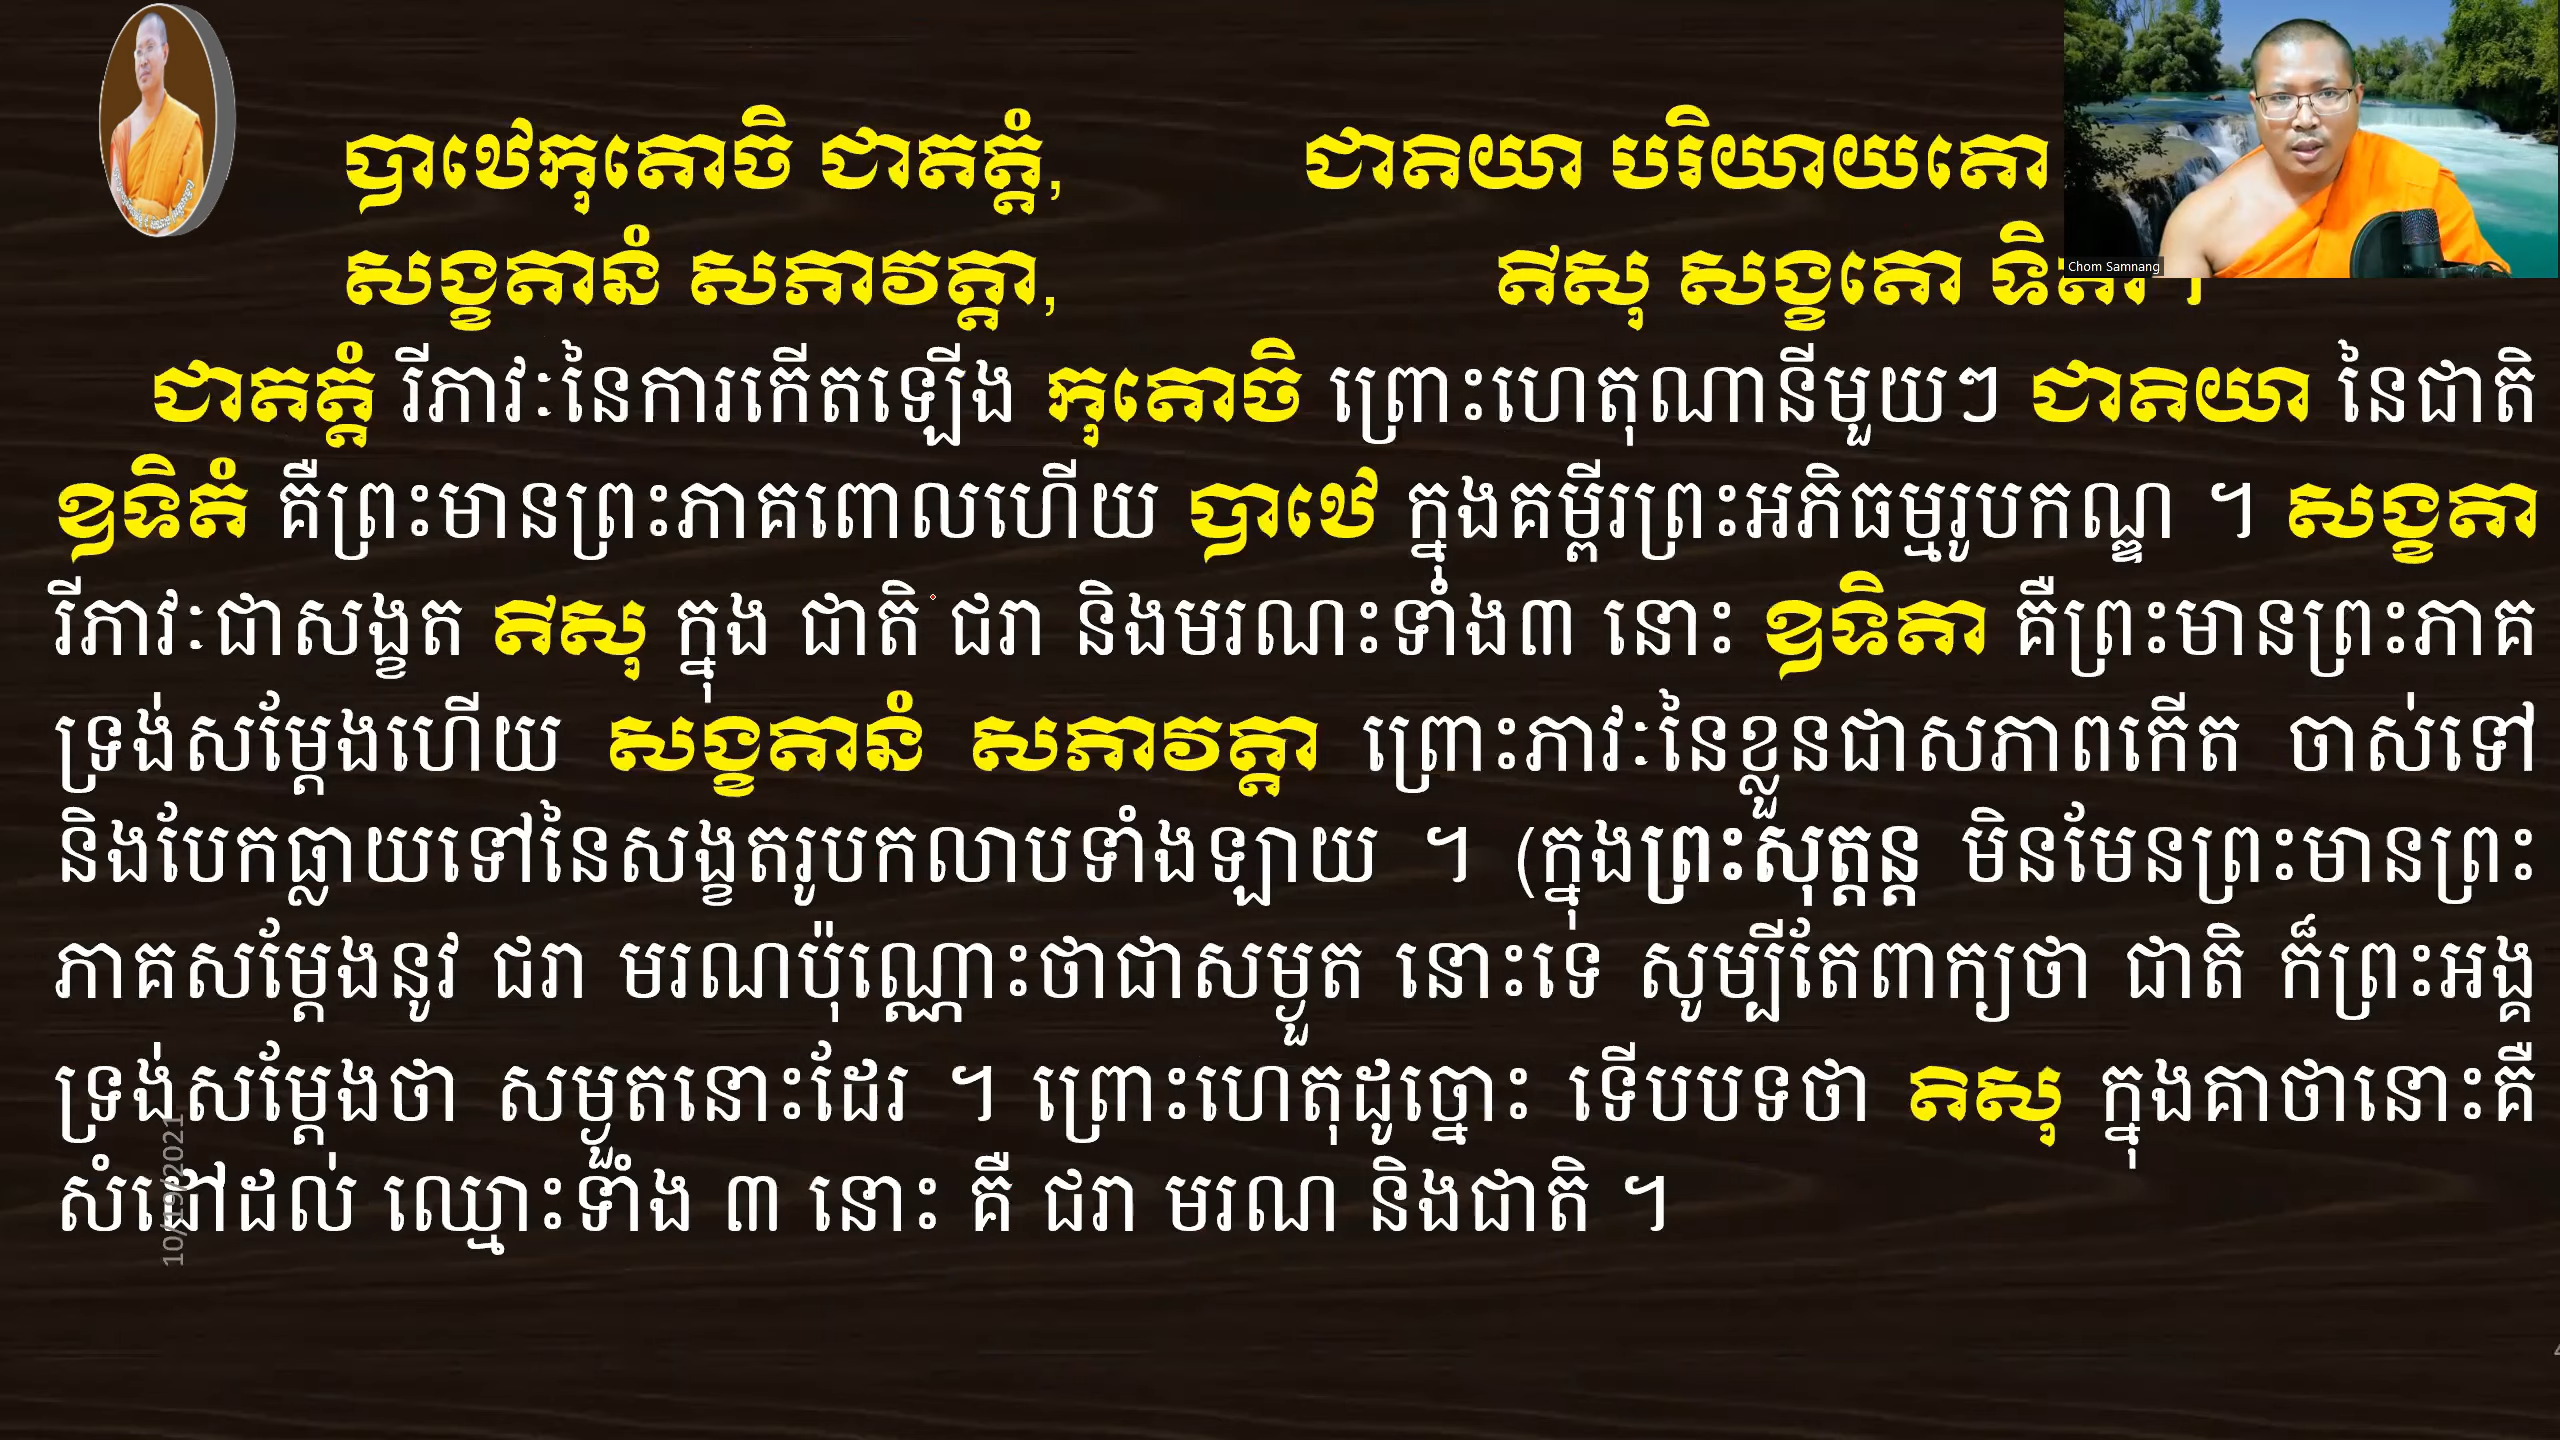 បាឋេកុតោចិ ជាតត្តំ, ជាតិយា បរិយាយតោ
Chom Samnang
សង្ខតានំ សភាវត្តា, តីសុ សង្ខតោ ទិតា ។
ជាតត្តំ រីភាវៈនៃការកើតឡើង កុតោចិ ព្រោះហេតុណានីមួយៗ ជាតិយា នៃជាតិ
ឧទិតំ គឺព្រះមានព្រះភាគពោលហើយ បាឋេ ក្នុងគម្ពីរព្រះអភិធម្មរូបកណ្ឌ ។ សង្ខតា
រីភាវៈជាសង្ខត តីសុ ក្នុង ជាតិ ជរា និងមរណះទាំង៣ នោះ ឧទិតា គឺព្រះមានព្រះភាគ
ទ្រង់សម្តែងហើយ សង្ខតានំ សភាវត្តា ព្រោះភាវៈនៃខ្លួនជាសភាពកើត ចាស់ទៅ
និងបែកធ្លាយទៅនៃសង្ខតរូបកលាបទាំងឡាយ ។ (ក្នុងព្រះសុត្តន្ត មិនមែនព្រះមានព្រះ
ភាគសម្តែងនូវ ជរា មរណប៉ុណ្ណោះថាជាសម្ងួត នោះទេ សូម្បីតែពាក្យថា ជាតិ ក៏ព្រះអង្គ
ទ្រង់សម្តែងថា សម្ងួតនោះដែរ ។ ព្រោះហេតុដូច្នោះ ទើបបទថា តិសុ ក្នុងគាថានោះគឺ
សំដៅដល់ ឈ្មោះទាំង ៣ នោះ គឺ ជរា មរណ និងជាតិ ។
10/19/2021